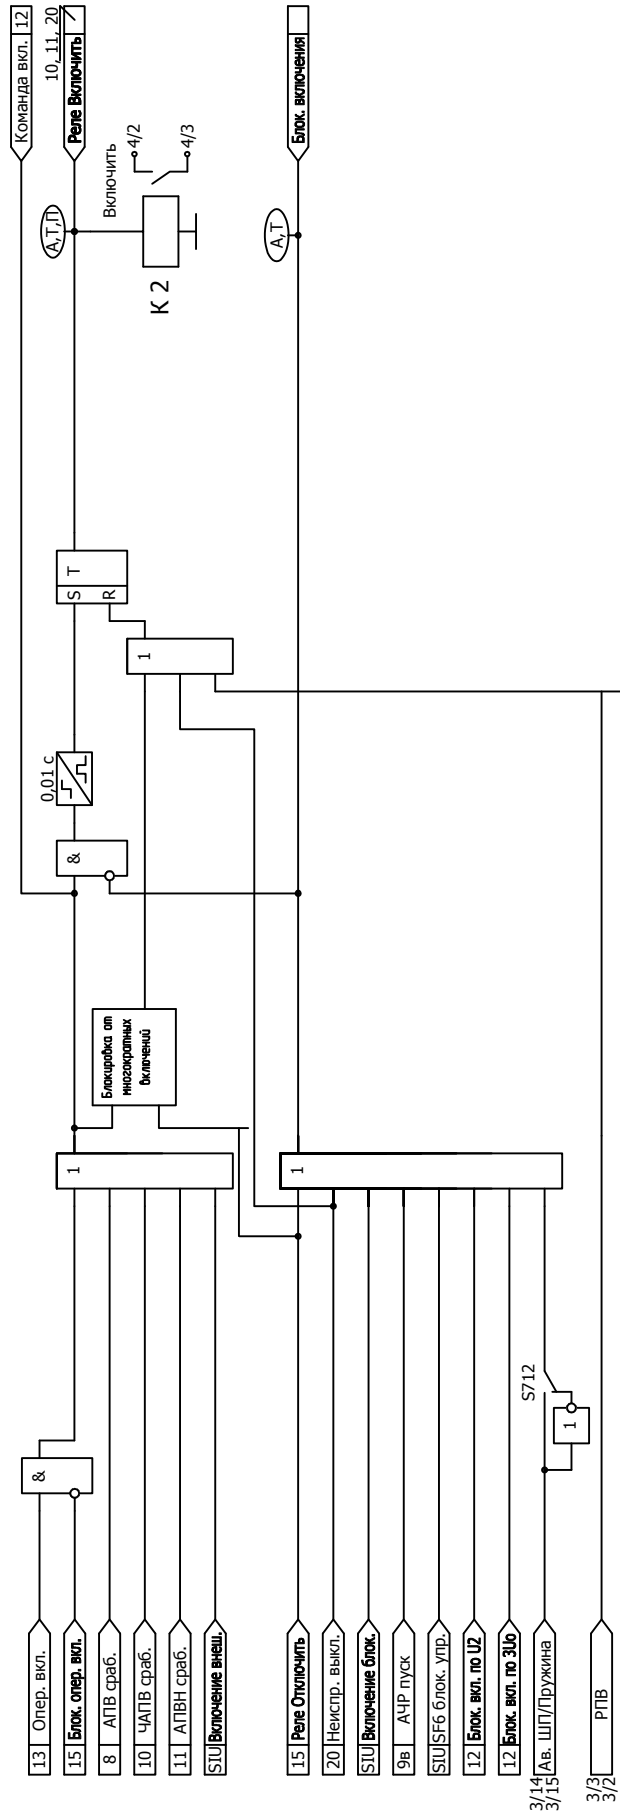 Команда вкл. 12
10, 11, 20
Реле Включить
А,Т,П
Включить
4/2
4/3
К 2
А,Т
Блок. включения
S T
R
1
0,01 с
&
Блокировка от
многократных
включений
1
1
&
S712
1
13 Опер. вкл.
15 Блок. опер. вкл.
8 АПВ сраб.
10 ЧАПВ сраб.
11 АПВН сраб.
SIU Включение внеш.
15 Реле Отключить
20 Неиспр. выкл.
SIU Включение блок.
9в АЧР пуск
SIU SF6 блок. упр.
12 Блок. вкл. по U2
12 Блок. вкл. по 3Uo
3/14
3/15
Ав. ШП/Пружина
3/3
3/2
РПВ